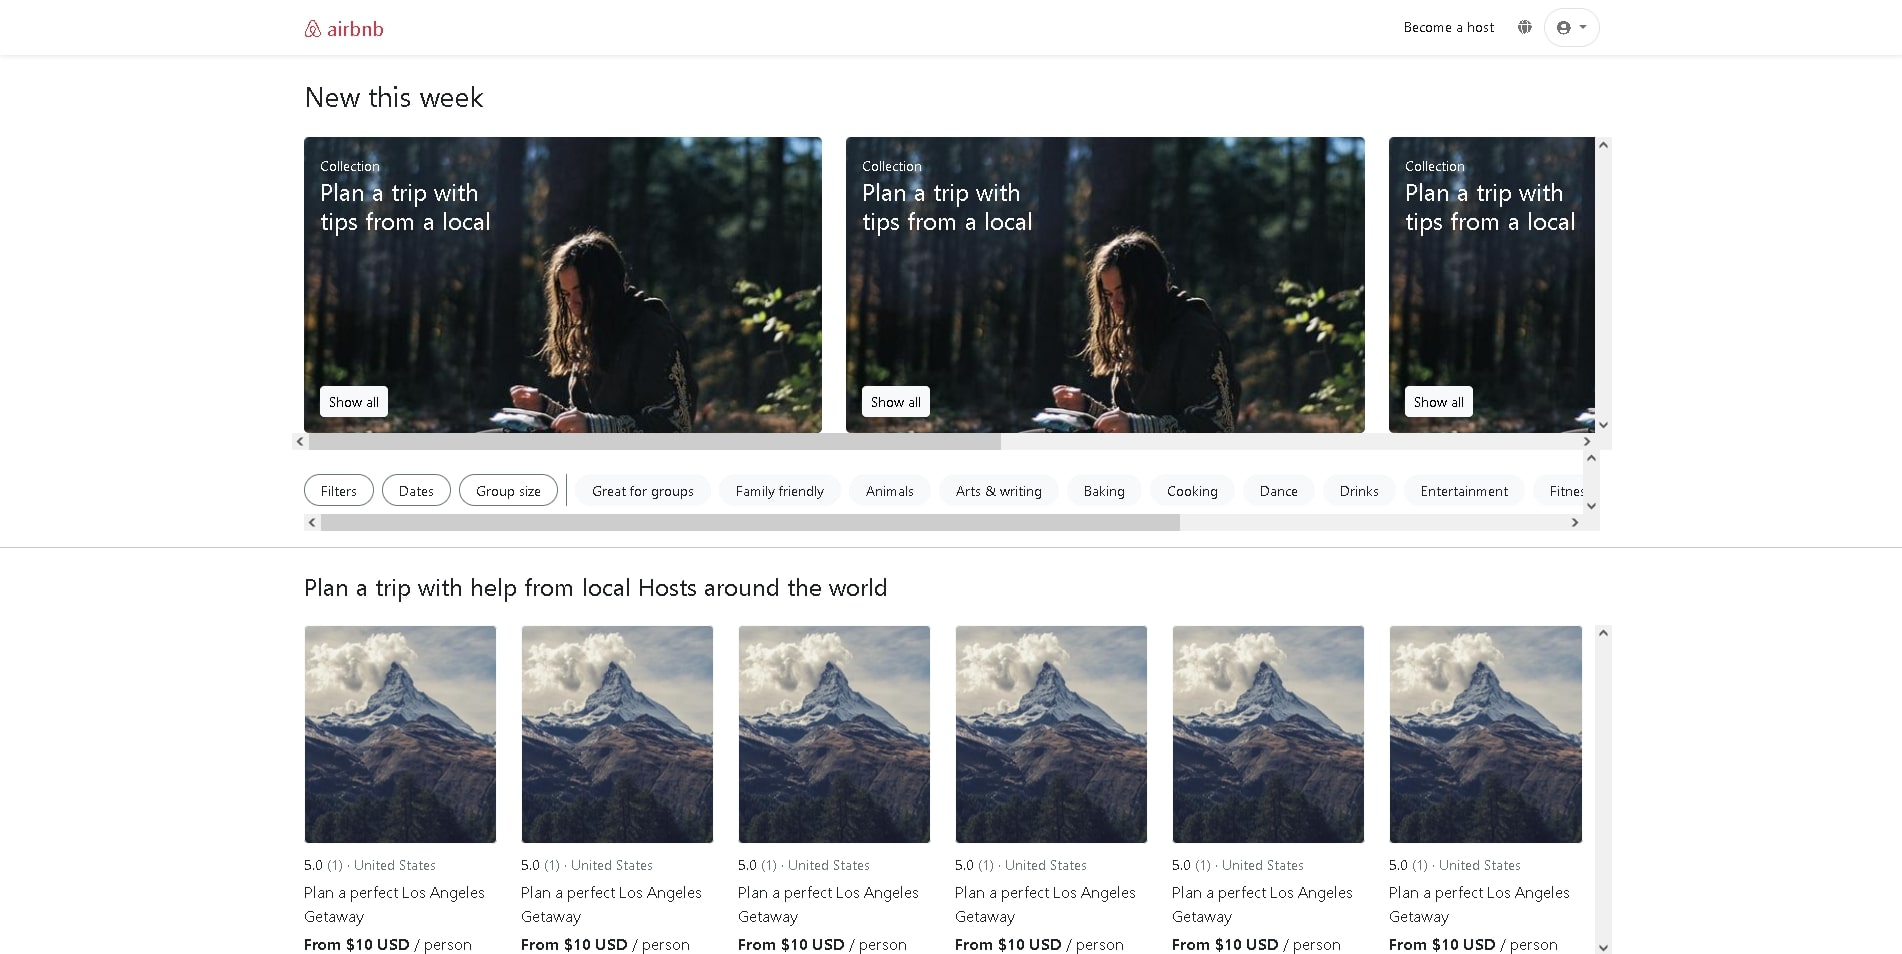 airbnb
Become a host
New this week
Collection
Plan a trip with
tips from a local
Show all
Collection
Plan a trip with
tips from a local
Show all
Collection
Plan a trip with
tips from a local
Show all
Filters Dates Group size Great for groups Family friendly Animals Arts & writing Baking Cooking Dance Drinks Entertainment Fitnes
Plan a trip with help from local Hosts around the world
5.0 (1) · United States
Plan a perfect Los Angeles
Getaway
From $10 USD / person
5.0 (1) · United States
Plan a perfect Los Angeles
Getaway
From $10 USD / person
5.0 (1) · United States
Plan a perfect Los Angeles
Getaway
From $10 USD / person
5.0 (1) · United States
Plan a perfect Los Angeles
Getaway
From $10 USD / person
5.0 (1) · United States
Plan a perfect Los Angeles
Getaway
From $10 USD / person
5.0 (1) · United States
Plan a perfect Los Angeles
Getaway
From $10 USD / person